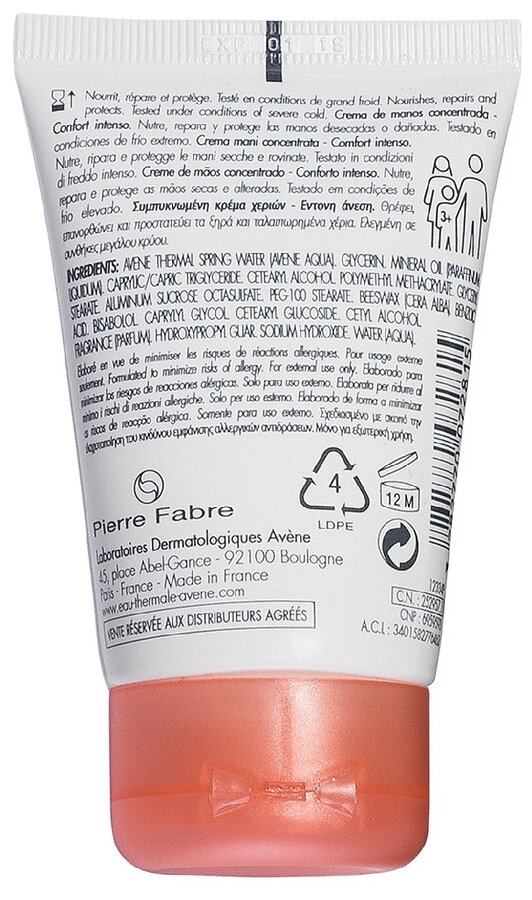 EXP 01 19
Nourrit, répare et protège. Testé en conditions de grand froid. Nourishes, repairs and
protects. Tested under conditions of severe cold. Crema de manos concentrada -
Confort intenso. Nutre, repara y protege las manos desecadas o dañadas. Testado en
condiciones de frío extremo. Crema mani concentrata - Comfort intenso.
Nutre, ripara e protegge le mani secche e rovinate. Testato in condizioni
di freddo intenso. Creme de mãos concentrado - Conforto intenso. Nutre,
repara e protege as mãos secas e alteradas. Testado em condições de
frio elevado. Συμπυκνωμένη κρέμα χεριών - Εντονη άνεση. Θρέφει,
επανορθώνει και προστατεύει τα ξηρά και ταλαιπωρημένα χέρια. Ελεγμένη σε
συνθήκες μεγάλου κρύου.
3+
INGREDIENTS: AVENE THERMAL SPRING WATER (AVENE AQUA). GLYCERIN. MINERAL OIL (PARAFFINUM
LIQUIDUM). CAPRYLIC/CAPRIC TRIGLYCERIDE. CETEARYL ALCOHOL. POLYMETHYL METHACRYLATE. GLYCERYL
STEARATE. ALUMINUM SUCROSE OCTASULFATE. PEG-100 STEARATE. BEESWAX (CERA ALBA). BENZOIC
ACID. BISABOLOL. CAPRYLYL GLYCOL. CETEARYL GLUCOSIDE. CETYL ALCOHOL.
FRAGRANCE (PARFUM). HYDROXYPROPYL GUAR. SODIUM HYDROXIDE. WATER (AQUA).
Elaboré en vue de minimiser les risques de réactions allergiques. Pour usage externe
seulement. Formulated to minimize risks of allergy. For external use only. Elaborado para
minimizar los riesgos de reacciones alérgicas. Solo para uso externo. Elaborata per ridurre al
minimo i rischi di reazioni allergiche. Solo per uso esterno. Elaborado de forma a minimizar
os riscos de reacção alérgica. Somente para uso externo. Σχεδιασμένο με σκοπό την
ελαχιστοποίηση του κινδύνου εμφάνισης αλλεργικών αντιδράσεων. Μόνο για εξωτερική χρήση.
4
LDPE
12 M
Pierre Fabre
Laboratoires Dermatologiques Avène
45, place Abel-Gance - 92100 Boulogne
Paris - France - Made in France
www.eau-thermale-avene.com
VENTE RÉSERVÉE AUX DISTRIBUTEURS AGRÉÉS
C.N.:
CNP:
A.C.L: